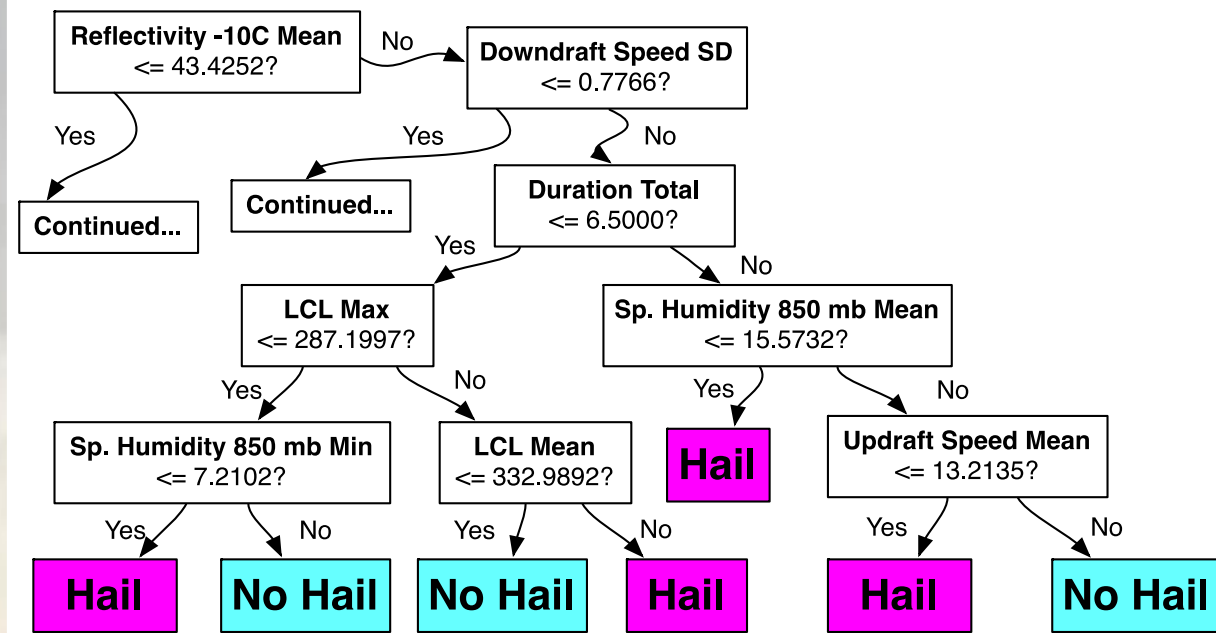 Reflectivity -10C Mean
<= 43.4252?
No
Downdraft Speed SD
<= 0.7766?
Yes
Yes
No
Continued...
Continued...
Duration Total
<= 6.5000?
Yes
No
LCL Max
<= 287.1997?
Sp. Humidity 850 mb Mean
<= 15.5732?
Yes
No
Yes
No
Sp. Humidity 850 mb Min
<= 7.2102?
LCL Mean
<= 332.9892?
Hail
Updraft Speed Mean
<= 13.2135?
Yes
No
Yes
No
Yes
No
Hail
No Hail
No Hail
Hail
Hail
No Hail